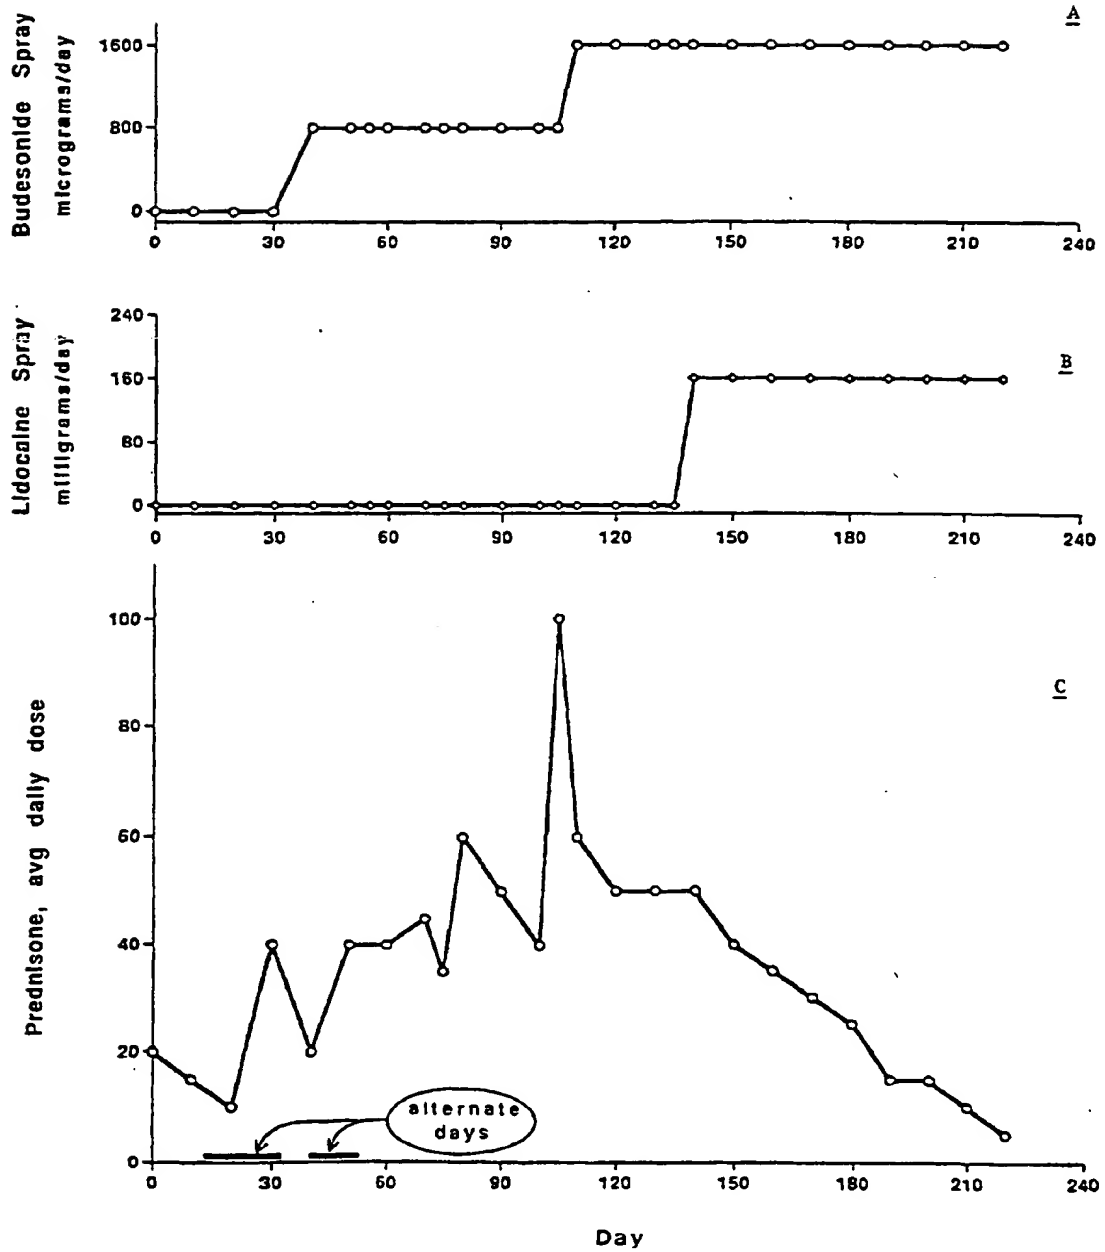 A
Budesonide Spray
micrograms/day
1600
800
0
0 30 60 90 120 150 180 210 240
B
Lidocaine Spray
milligrams/day
240
160
80
0
0 30 60 90 120 150 180 210 240
C
Prednisone, avg daily dose
100
80
60
40
20
0
alternate
days
0 30 60 90 120 150 180 210 240
Day